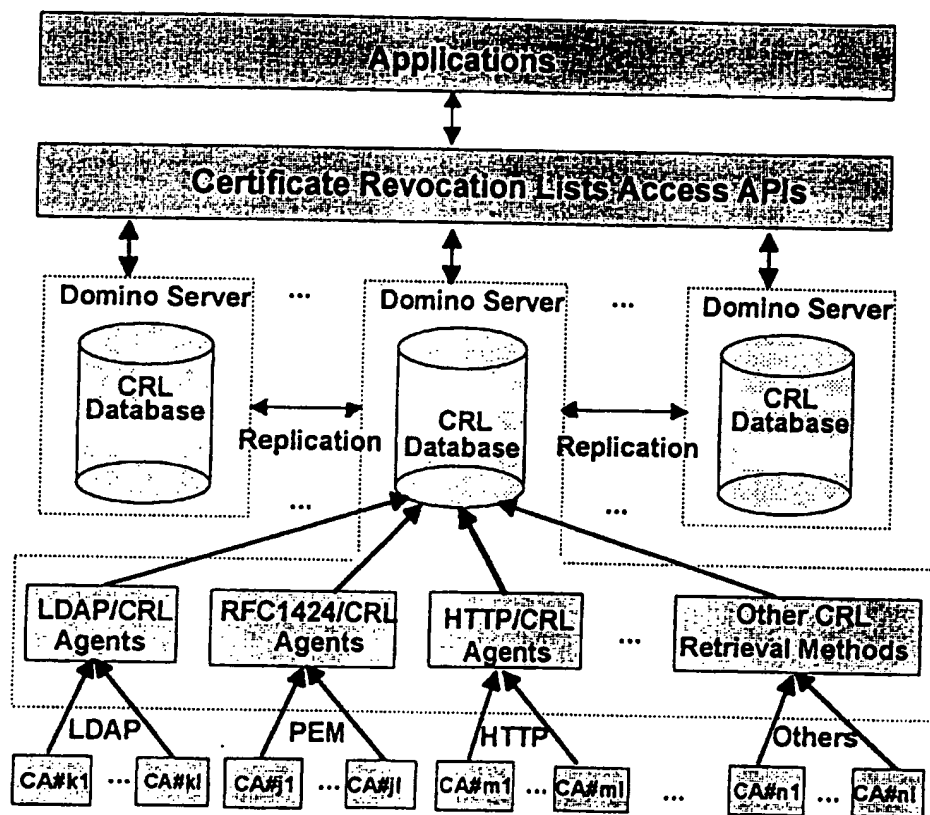 Applications
Certificate Revocation Lists Access APIs
Domino Server
...
Domino Server
...
Domino Server
CRL
Database
CRL
Database
CRL
Database
Replication
Replication
...
...
LDAP/CRL
Agents
RFC1424/CRL
Agents
HTTP/CRL
Agents
...
Other CRL
Retrieval Methods
LDAP
PEM
HTTP
Others
CA#k1
...
CA#kl
CA#j1
...
CA#jl
CA#m1
...
CA#ml
...
CA#n1
...
CA#nl